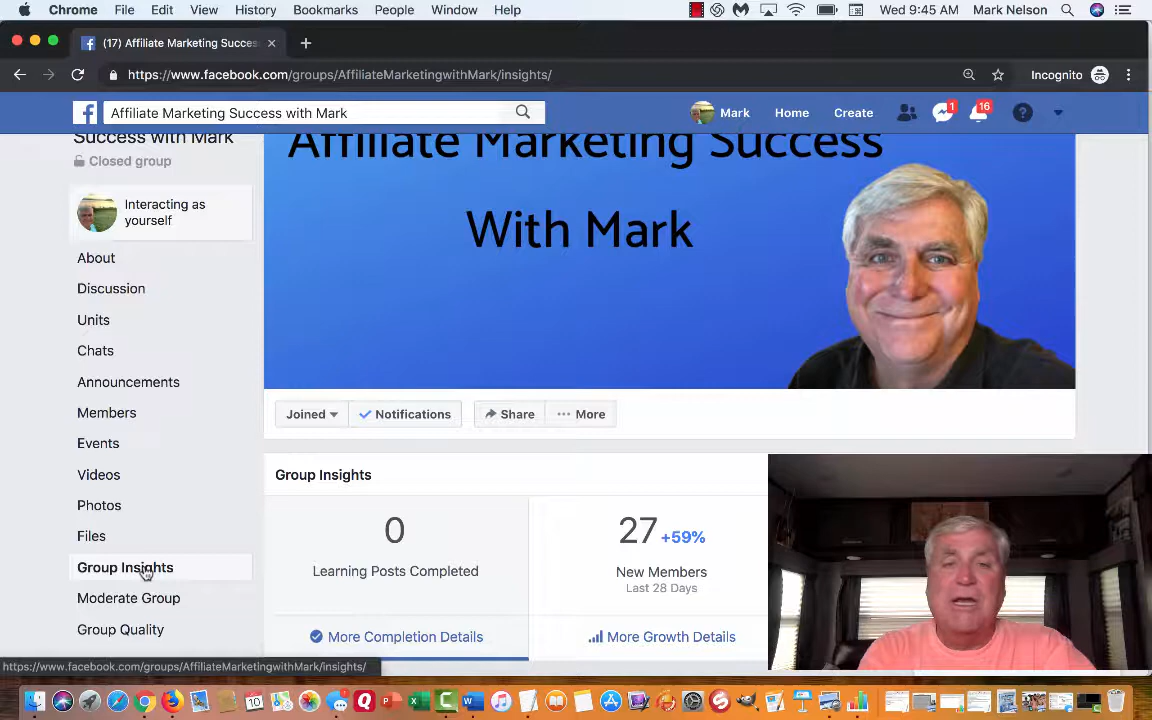 Chrome File Edit View History Bookmarks People Window Help Wed 9:45 AM Mark Nelson
(17) Affiliate Marketing Succes
https://www.facebook.com/groups/AffiliateMarketingwithMark/insights/ Incognito
Affiliate Marketing Success with Mark Mark Home Create 1 16
Success with Mark
Closed group
Interacting as
yourself
About
Discussion
Units
Chats
Announcements
Members
Events
Videos
Photos
Files
Group Insights
Moderate Group
Group Quality
Affiliate Marketing Success
With Mark
Joined Notifications Share More
Group Insights
0
Learning Posts Completed
More Completion Details
27 +59%
New Members
Last 28 Days
More Growth Details
https://www.facebook.com/groups/AffiliateMarketingwithMark/insights/